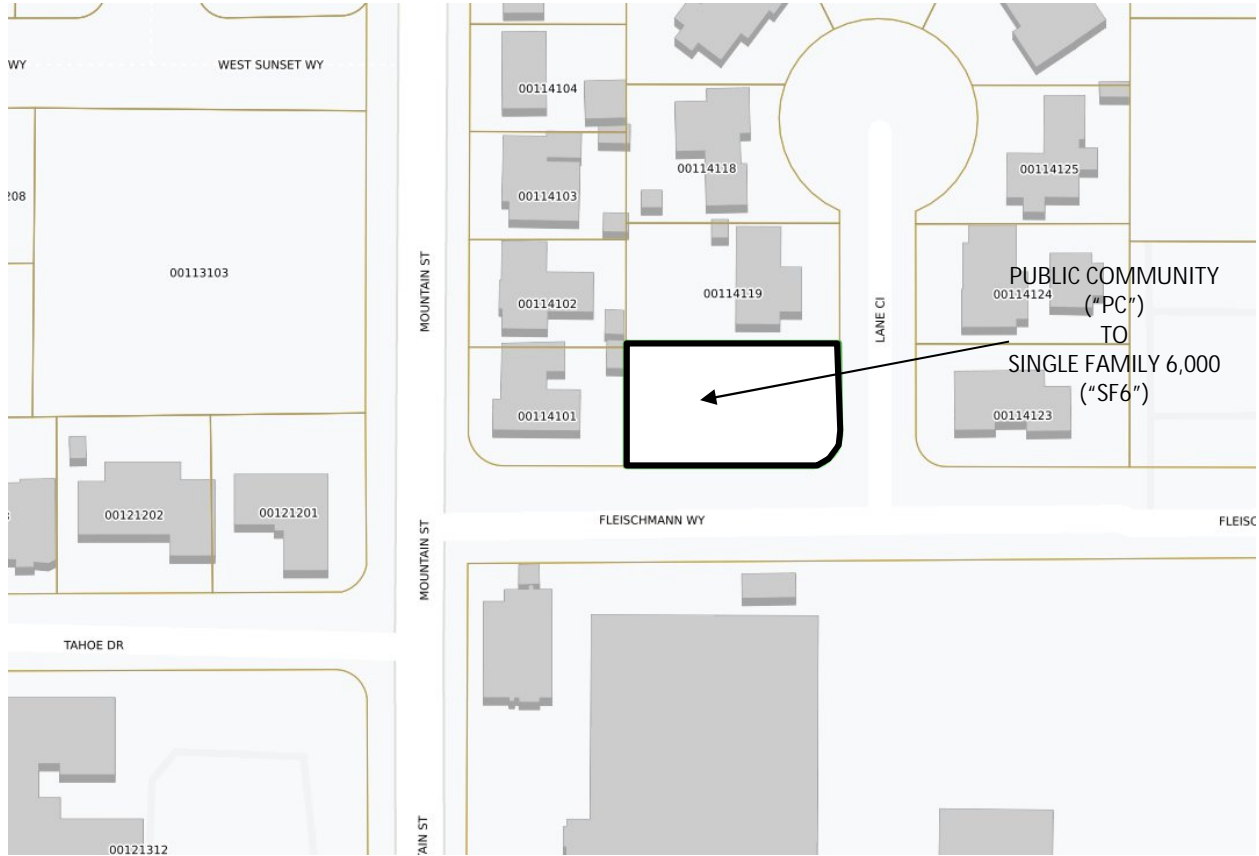 WY
WEST SUNSET WY
00114104
00114118
00114125
00114103
208
00113103
MOUNTAIN ST
00114102
00114119
LANE CI
00114124
PUBLIC COMMUNITY
("PC")
TO
SINGLE FAMILY 6,000
("SF6")
00114101
00114123
00121202
00121201
MOUNTAIN ST
FLEISCHMANN WY
FLEISC
TAHOE DR
00121312
TAIN ST